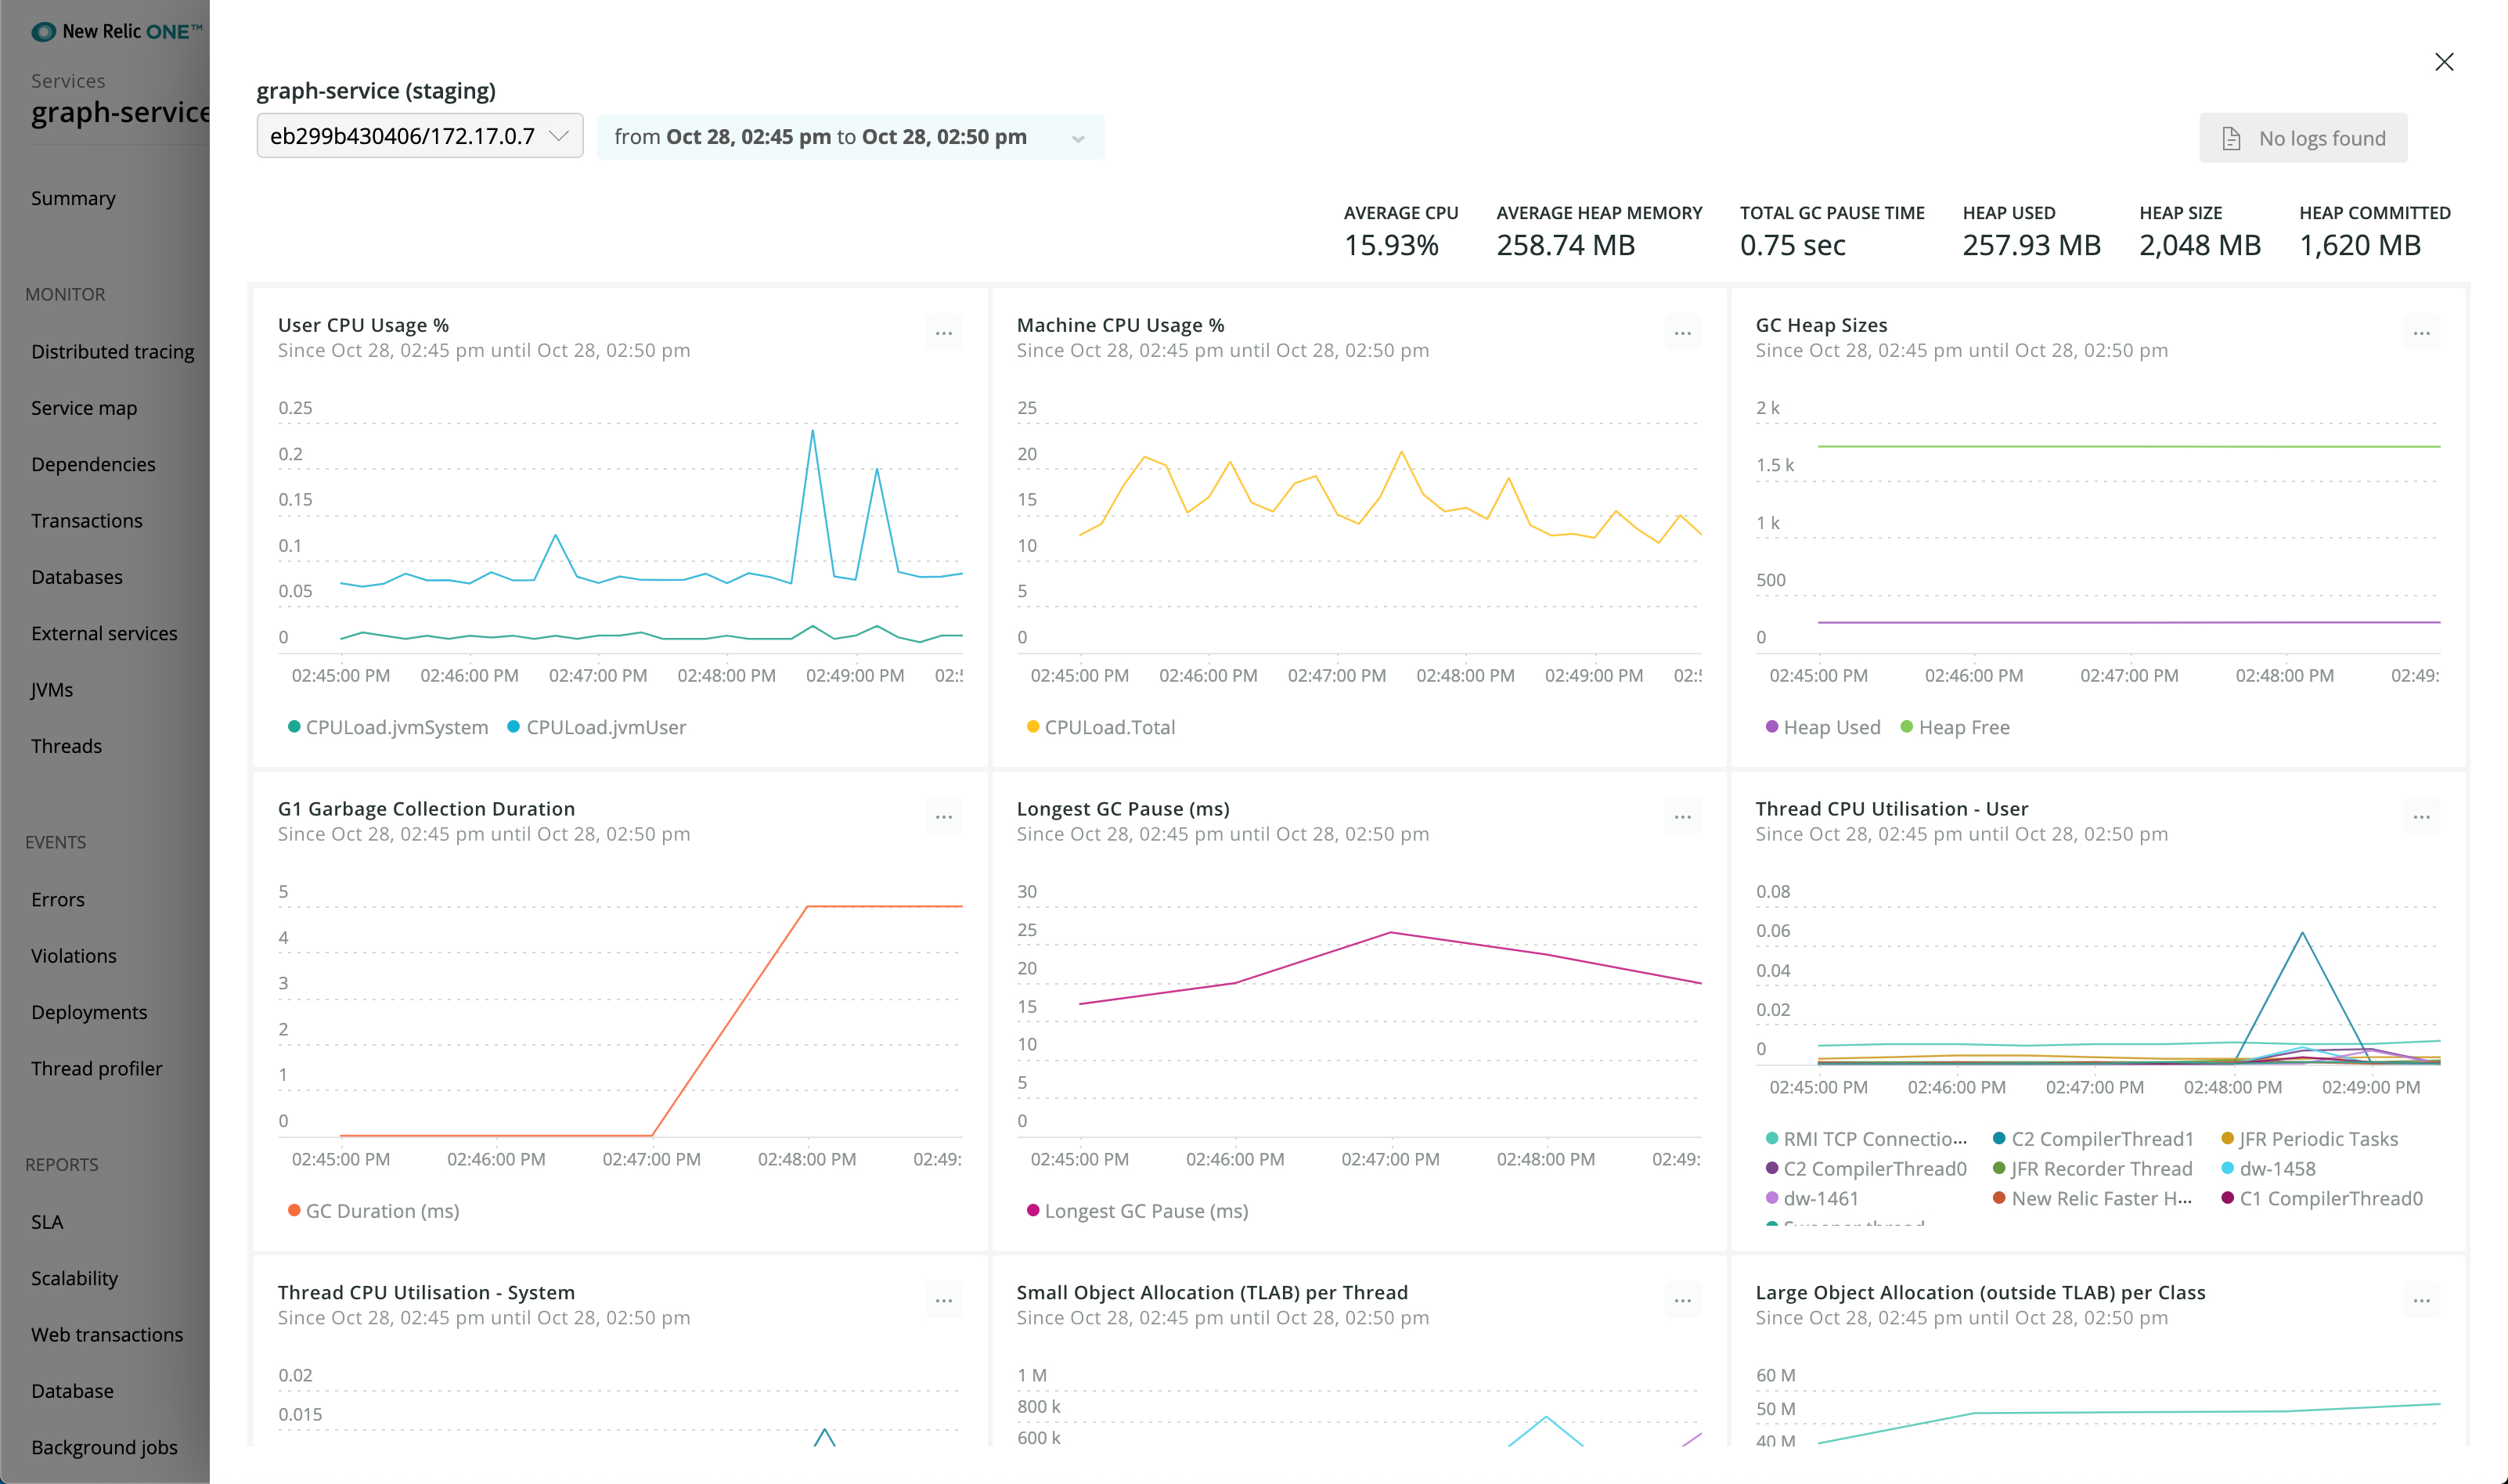 New Relic ONE™
Services
graph-service
Summary
MONITOR
Distributed tracing
Service map
Dependencies
Transactions
Databases
External services
JVMs
Threads
EVENTS
Errors
Violations
Deployments
Thread profiler
REPORTS
SLA
Scalability
Web transactions
Database
Background jobs
graph-service (staging)
eb299b430406/172.17.0.7
from Oct 28, 02:45 pm to Oct 28, 02:50 pm
No logs found
AVERAGE CPU
15.93%
AVERAGE HEAP MEMORY
258.74 MB
TOTAL GC PAUSE TIME
0.75 sec
HEAP USED
257.93 MB
HEAP SIZE
2,048 MB
HEAP COMMITTED
1,620 MB
User CPU Usage %
Since Oct 28, 02:45 pm until Oct 28, 02:50 pm
0.25
0.2
0.15
0.1
0.05
0
02:45:00 PM 02:46:00 PM 02:47:00 PM 02:48:00 PM 02:49:00 PM 02:5
CPULoad.jvmSystem CPULoad.jvmUser
Machine CPU Usage %
Since Oct 28, 02:45 pm until Oct 28, 02:50 pm
25
20
15
10
5
0
02:45:00 PM 02:46:00 PM 02:47:00 PM 02:48:00 PM 02:49:00 PM 02:5
CPULoad.Total
GC Heap Sizes
Since Oct 28, 02:45 pm until Oct 28, 02:50 pm
2 k
1.5 k
1 k
500
0
02:45:00 PM 02:46:00 PM 02:47:00 PM 02:48:00 PM 02:49:
Heap Used Heap Free
G1 Garbage Collection Duration
Since Oct 28, 02:45 pm until Oct 28, 02:50 pm
5
4
3
2
1
0
02:45:00 PM 02:46:00 PM 02:47:00 PM 02:48:00 PM 02:49:
GC Duration (ms)
Longest GC Pause (ms)
Since Oct 28, 02:45 pm until Oct 28, 02:50 pm
30
25
20
15
10
5
0
02:45:00 PM 02:46:00 PM 02:47:00 PM 02:48:00 PM 02:49:
Longest GC Pause (ms)
Thread CPU Utilisation - User
Since Oct 28, 02:45 pm until Oct 28, 02:50 pm
0.08
0.06
0.04
0.02
0
02:45:00 PM 02:46:00 PM 02:47:00 PM 02:48:00 PM 02:49:00 PM
RMI TCP Connectio... C2 CompilerThread1 JFR Periodic Tasks
C2 CompilerThread0 JFR Recorder Thread dw-1458
dw-1461 New Relic Faster H... C1 CompilerThread0
Sweeper thread
Thread CPU Utilisation - System
Since Oct 28, 02:45 pm until Oct 28, 02:50 pm
0.02
0.015
Small Object Allocation (TLAB) per Thread
Since Oct 28, 02:45 pm until Oct 28, 02:50 pm
1 M
800 k
600 k
Large Object Allocation (outside TLAB) per Class
Since Oct 28, 02:45 pm until Oct 28, 02:50 pm
60 M
50 M
40 M